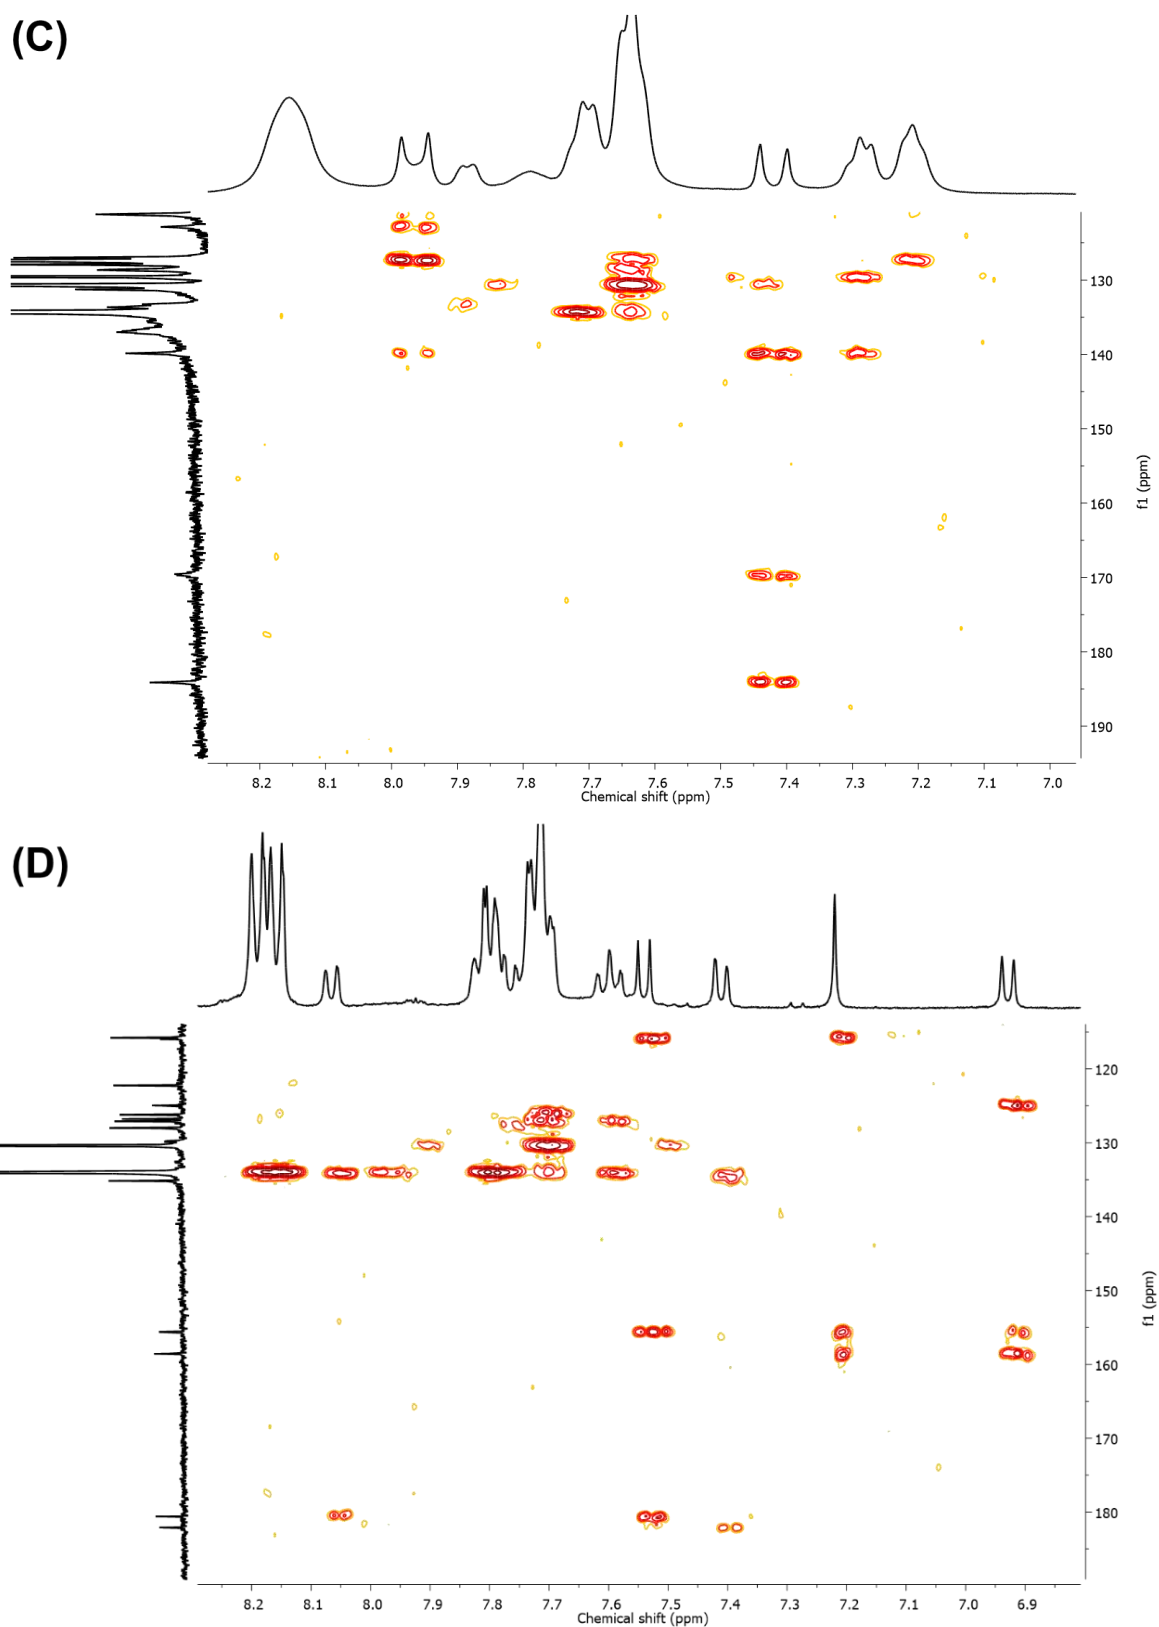 (C)
130
140
150
160
170
180
190
f1 (ppm)
8.2 8.1 8.0 7.9 7.8 7.7 7.6 7.5 7.4 7.3 7.2 7.1 7.0
Chemical shift (ppm)
(D)
120
130
140
150
160
170
180
f1 (ppm)
8.2 8.1 8.0 7.9 7.8 7.7 7.6 7.5 7.4 7.3 7.2 7.1 7.0 6.9
Chemical shift (ppm)